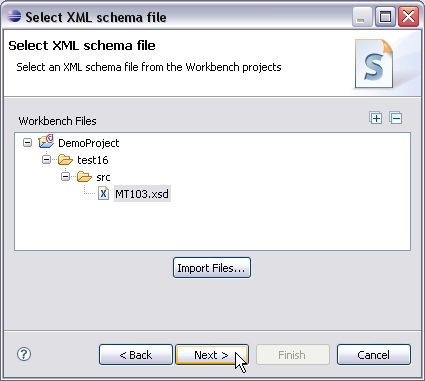 Select XML schema file
Select XML schema file
Select an XML schema file from the Workbench projects
Workbench Files
DemoProject
test16
src
MT103.xsd
Import Files...
< Back Next > Finish Cancel